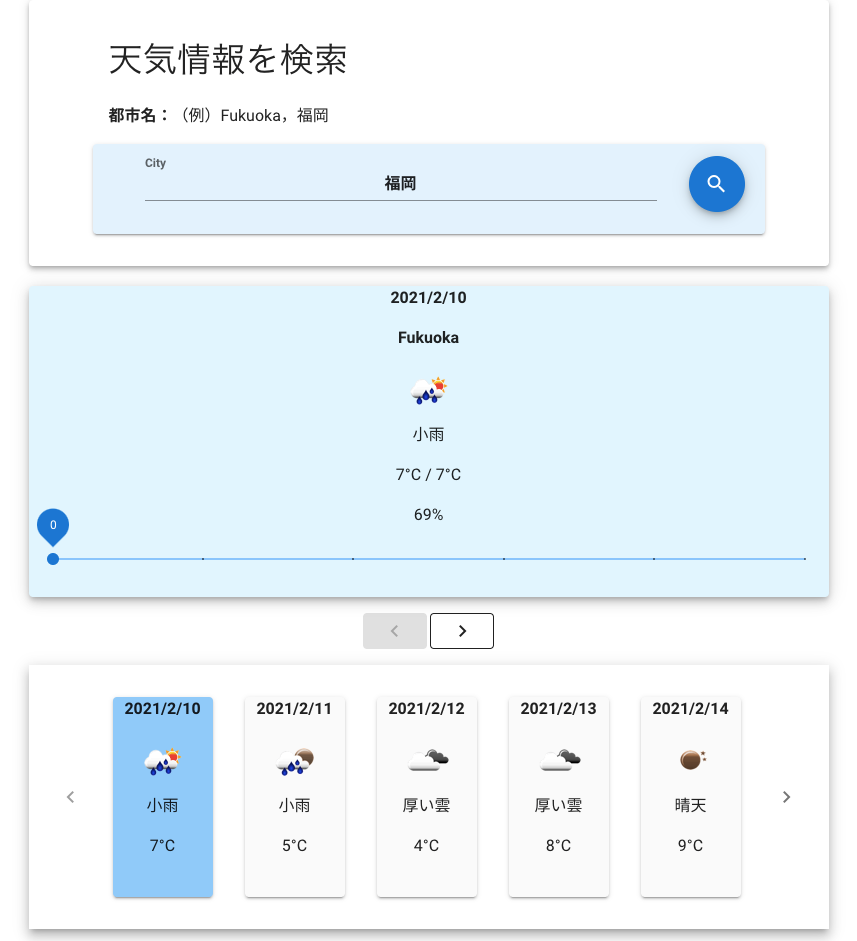 天気情報を検索
都市名：（例）Fukuoka，福岡
City
福岡
2021/2/10
Fukuoka
小雨
7°C / 7°C
69%
0
2021/2/10
小雨
7°C
2021/2/11
小雨
5°C
2021/2/12
厚い雲
4°C
2021/2/13
厚い雲
8°C
2021/2/14
晴天
9°C